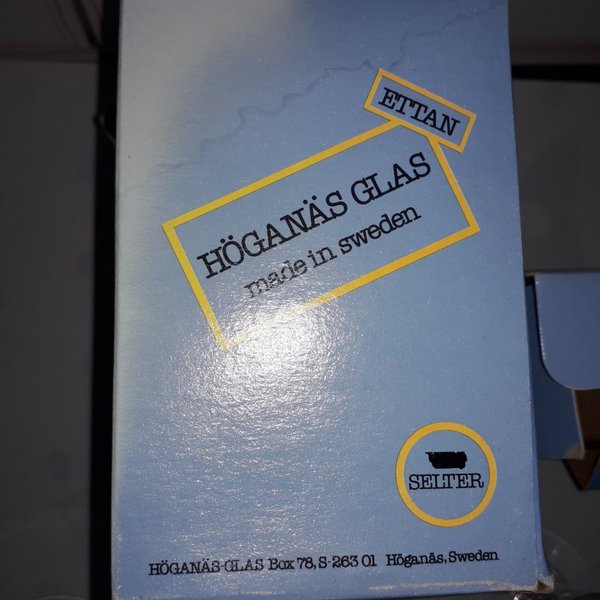 ETTAN
HÖGANÄS GLAS
made in sweden
SELTER
HÖGANÄS-GLAS Box 78, S-263 01 Höganäs, Sweden